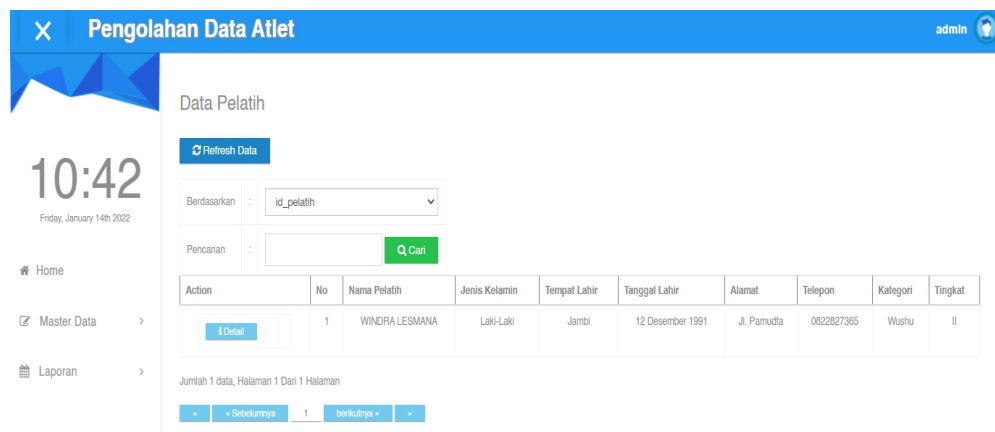 Pengolahan Data Atlet
admin
Data Pelatih
Refresh Data
10:42
Friday, January 14th 2022
Berdasarkan : id_pelatih
Pencarian : Cari
Home
Master Data >
Laporan >
Action No Nama Pelatih Jenis Kelamin Tempat Lahir Tanggal Lahir Alamat Telepon Kategori Tingkat
Detail 1 WINDRA LESMANA Laki-Laki Jambi 12 Desember 1991 Jl. Pamudta 0822827365 Wushu II
Jumlah 1 data, Halaman 1 Dari 1 Halaman
« « Sebelumnya 1 berikutnya » «